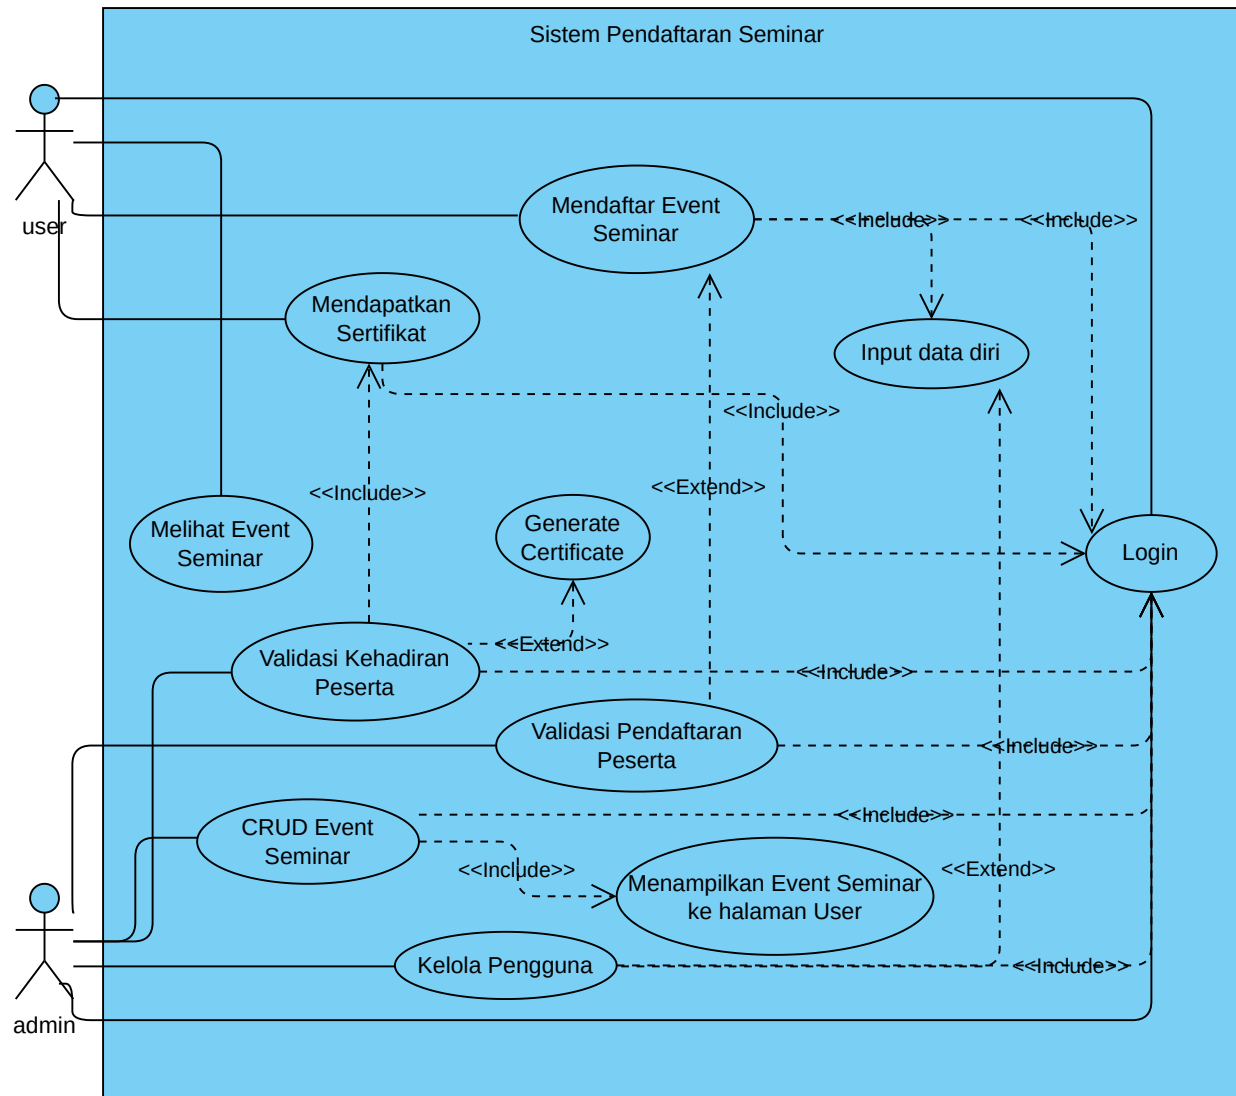 Sistem Pendaftaran Seminar
user
Mendaftar Event
Seminar
<<Include>>
<<Include>>
Mendapatkan
Sertifikat
Input data diri
<<Include>>
<<Extend>>
<<Include>>
Melihat Event
Seminar
Generate
Certificate
Login
<<Extend>>
Validasi Kehadiran
Peserta
<<Include>>
Validasi Pendaftaran
Peserta
<<Include>>
CRUD Event
Seminar
<<Include>>
<<Include>>
<<Extend>>
Menampilkan Event Seminar
ke halaman User
Kelola Pengguna
<<Include>>
admin